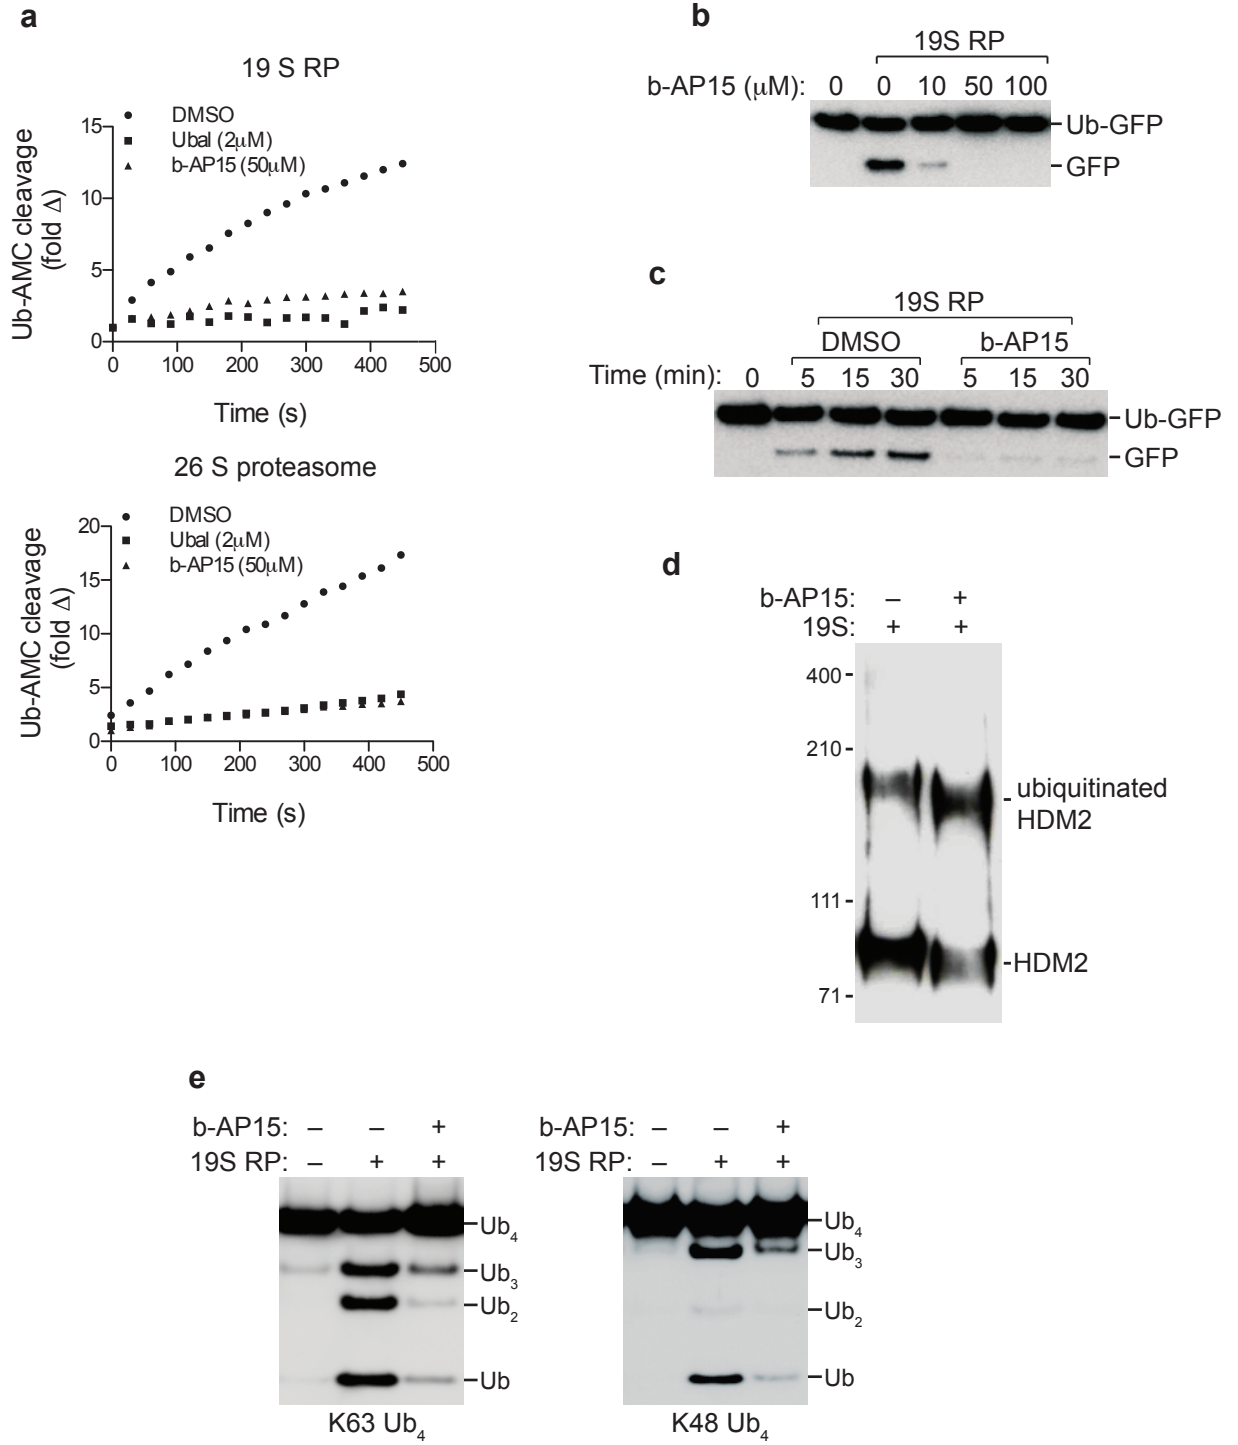 a
19 S RP
DMSO
Ubal (2μM)
b-AP15 (50μM)
Ub-AMC cleavage
(fold Δ)
15
10
5
0
0 100 200 300 400 500
Time (s)
26 S proteasome
DMSO
Ubal (2μM)
b-AP15 (50μM)
Ub-AMC cleavage
(fold Δ)
20
15
10
5
0
0 100 200 300 400 500
Time (s)
b
19S RP
b-AP15 (μM): 0 0 10 50 100
Ub-GFP
GFP
c
19S RP
DMSO b-AP15
Time (min): 0 5 15 30 5 15 30
Ub-GFP
GFP
d
b-AP15: – +
19S: + +
400
210
ubiquitinated
HDM2
111
HDM2
71
e
b-AP15: – – +
19S RP: – + +
Ub4
Ub3
Ub2
Ub
K63 Ub4
b-AP15: – – +
19S RP: – + +
Ub4
Ub3
Ub2
Ub
K48 Ub4